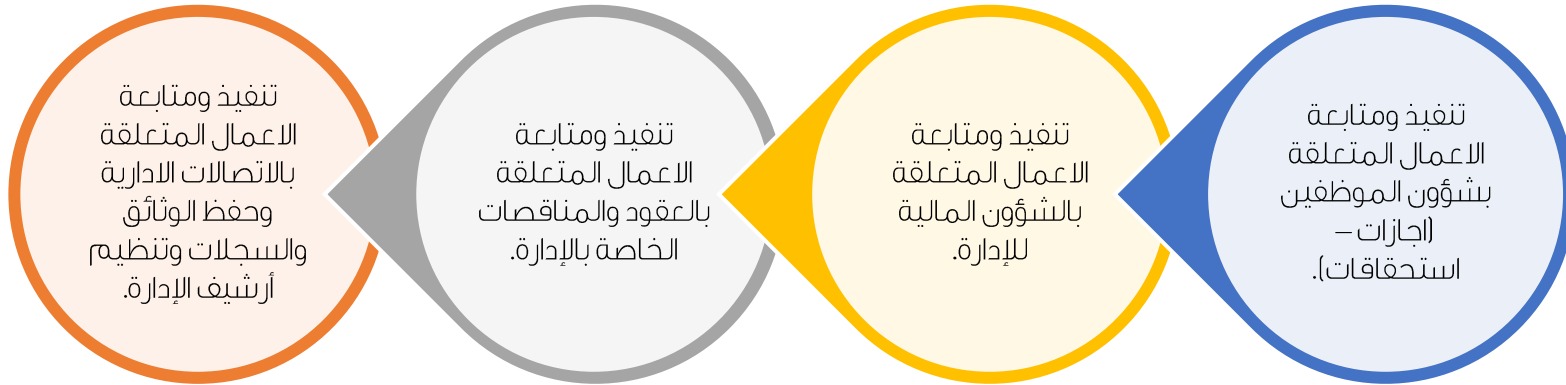 تنفيذ ومتابعة
الاعمال المتعلقة
بشؤون الموظفين
(اجازات –
استحقاقات).
تنفيذ ومتابعة
الاعمال المتعلقة
بالشؤون المالية
للإدارة.
تنفيذ ومتابعة
الاعمال المتعلقة
بالعقود والمناقصات
الخاصة بالإدارة.
تنفيذ ومتابعة
الاعمال المتعلقة
بالاتصالات الادارية
وحفظ الوثائق
والسجلات وتنظيم
أرشيف الإدارة.